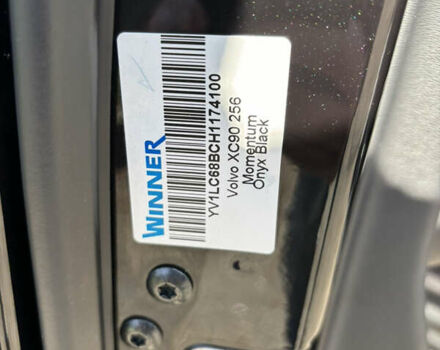 WINNER
YV1LC68BCH1174100
Volvo XC90 256
Momentum
Onyx Black